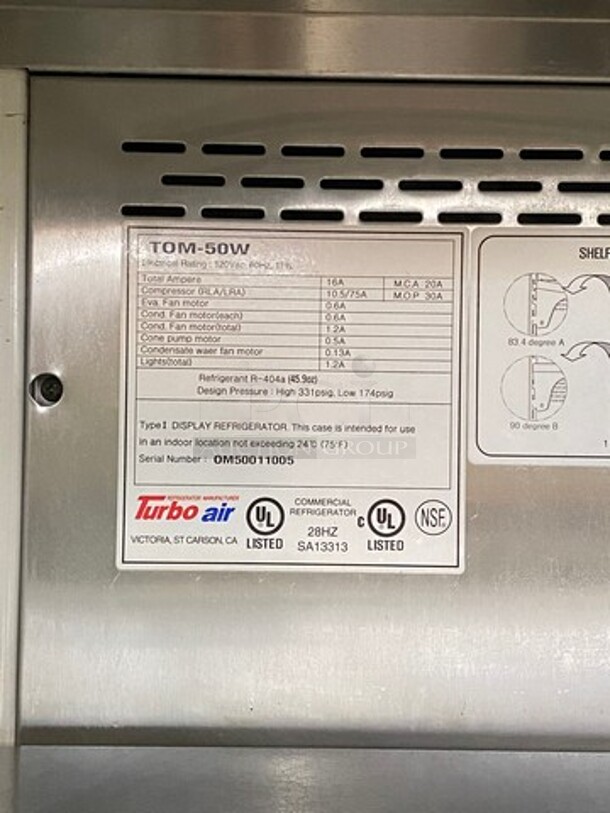 TOM-50W
Electrical Rating : 120Vac, 60Hz,
Total Ampere 16A M.C.A 20A
Compressor (RLA/LRA) 10.5/75A M.O.P 30A
Eva. Fan motor 0.6A
Cond. Fan motor(each) 0.6A
Cond. Fan motor(total) 1.2A
Cone pump motor 0.5A
Condensate waer fan motor 0.13A
Lights(total) 1.2A
Refrigerant R-404a (45.9oz)
Design Pressure : High 331psig, Low 174psig
Type I DISPLAY REFRIGERATOR. This case is intended for use
in an indoor location not exceeding 24℃ (75°F)
Serial Number : OM50011005
REFRIGERATOR MANUFACTURER
Turbo air
VICTORIA, ST CARSON, CA
UL
LISTED
COMMERCIAL
REFRIGERATOR
28HZ
SA13313
C UL
LISTED
NSF.
SHELF
83.4 degree A
90 degree B
1.
GROUP